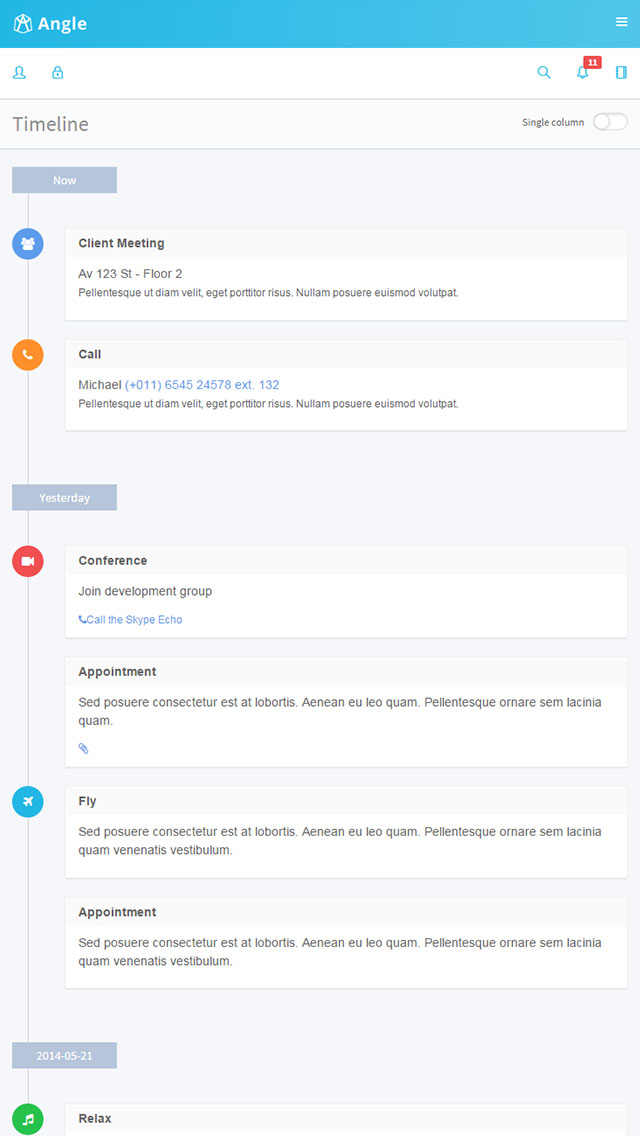 Angle
11
Timeline
Single column
Now
Client Meeting
Av 123 St - Floor 2
Pellentesque ut diam velit, eget porttitor risus. Nullam posuere euismod volutpat.
Call
Michael (+011) 6545 24578 ext. 132
Pellentesque ut diam velit, eget porttitor risus. Nullam posuere euismod volutpat.
Yesterday
Conference
Join development group
Call the Skype Echo
Appointment
Sed posuere consectetur est at lobortis. Aenean eu leo quam. Pellentesque ornare sem lacinia
quam.
Fly
Sed posuere consectetur est at lobortis. Aenean eu leo quam. Pellentesque ornare sem lacinia
quam venenatis vestibulum.
Appointment
Sed posuere consectetur est at lobortis. Aenean eu leo quam. Pellentesque ornare sem lacinia
quam venenatis vestibulum.
2014-05-21
Relax